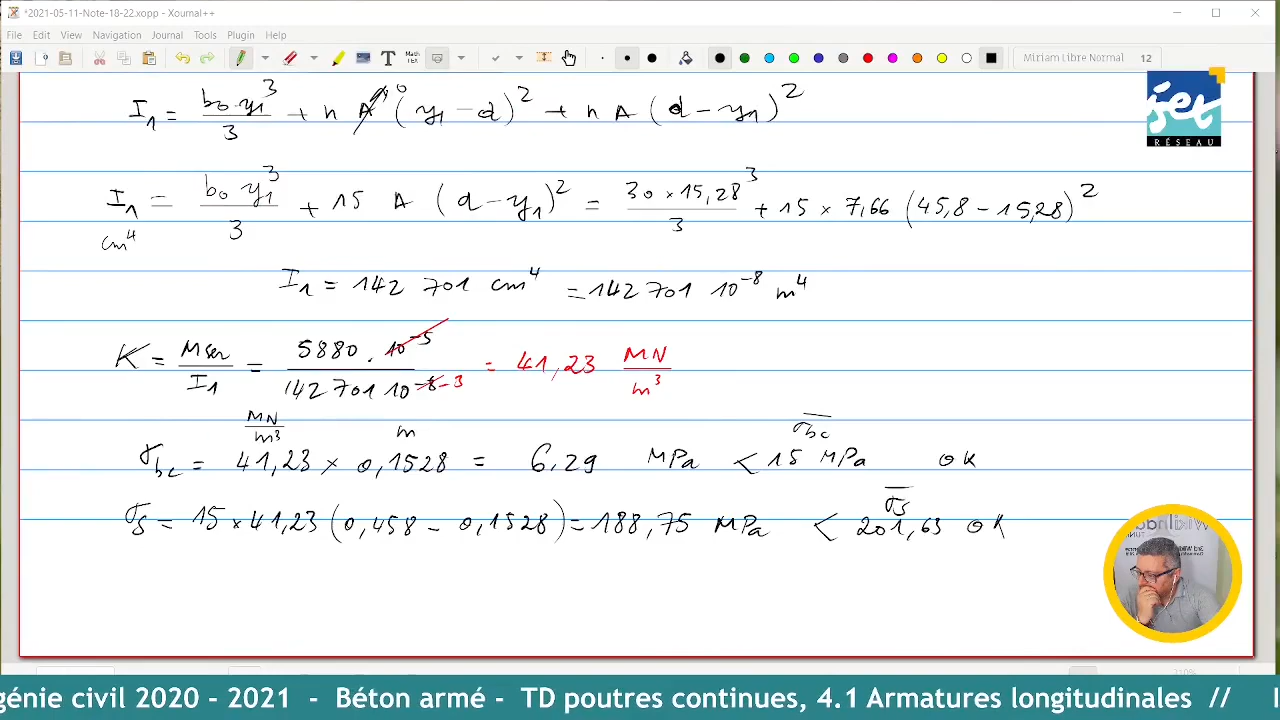 *2021-05-11-Note-18-22.xopp - Xournal++
File Edit View Navigation Journal Tools Plugin Help
Miriam Libre Normal 12
I₁ = b₀·y₁³/3 + n A' (y₁ - d)² + n A (d - y₁)²
iset
RÉSEAU
I₁ = b₀ y₁³/3 + 15 A (d - y₁)² = 30 × 15,28³/3 + 15 × 7,66 (45,8 - 15,28)²
cm⁴
I₁ = 142 701 cm⁴ = 142 701 10⁻⁸ m⁴
K = Mser/I₁ = 5880 . 10⁻⁵/142 701 10⁻⁸ ⁻³ = 41,23 MN/m³
MN/m³ m σbc
σbc = 41,23 × 0,1528 = 6,29 MPa < 15 MPa OK
σs
σs = 15 × 41,23 (0,458 - 0,1528) = 188,75 MPa < 201,63 OK
génie civil 2020 - 2021 - Béton armé - TD poutres continues, 4.1 Armatures longitudinales //